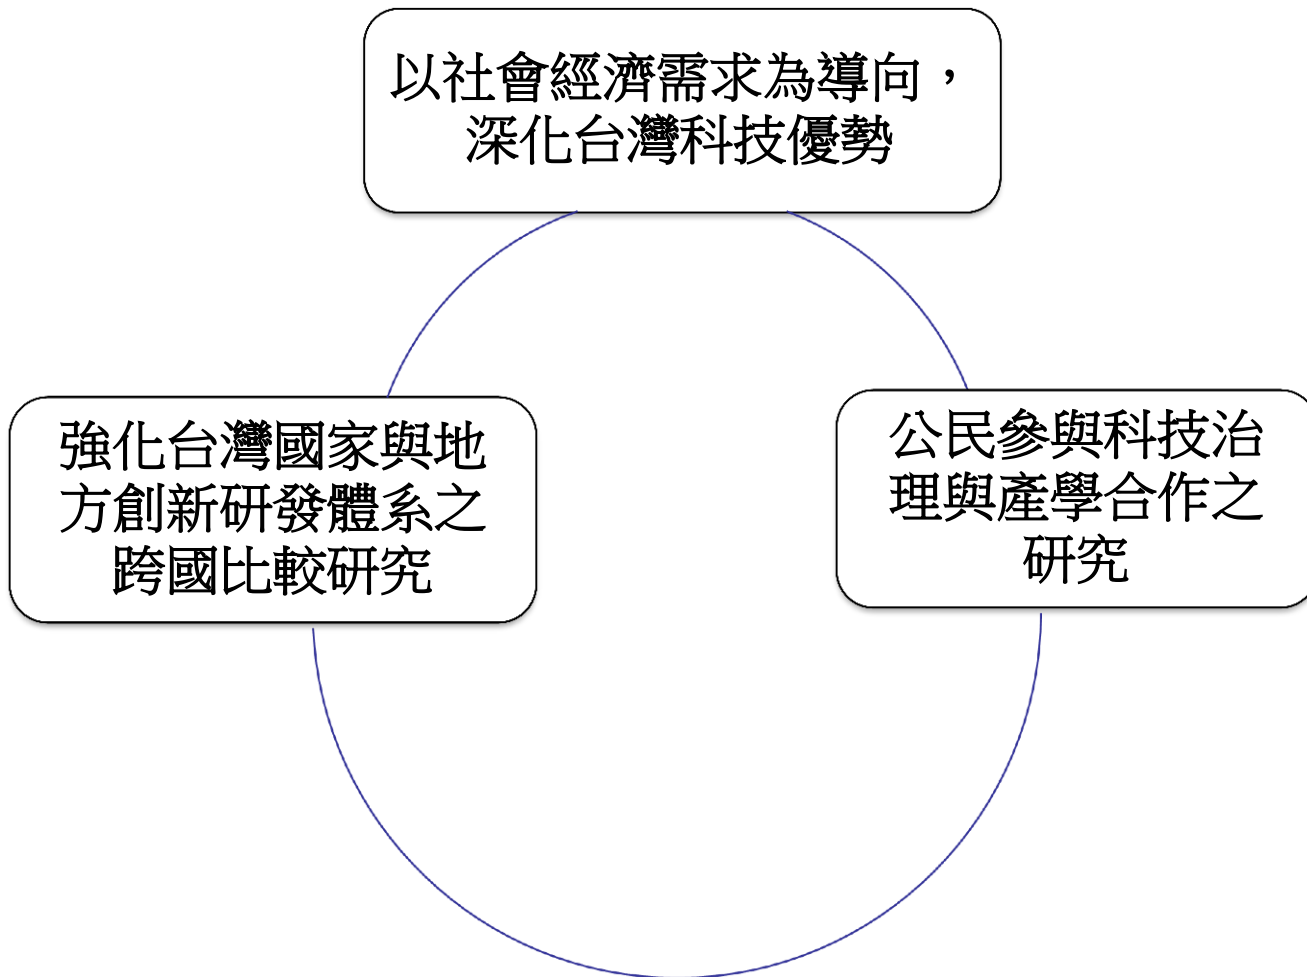 以社會經濟需求為導向，
深化台灣科技優勢
強化台灣國家與地
方創新研發體系之
跨國比較研究
公民參與科技治
理與產學合作之
研究